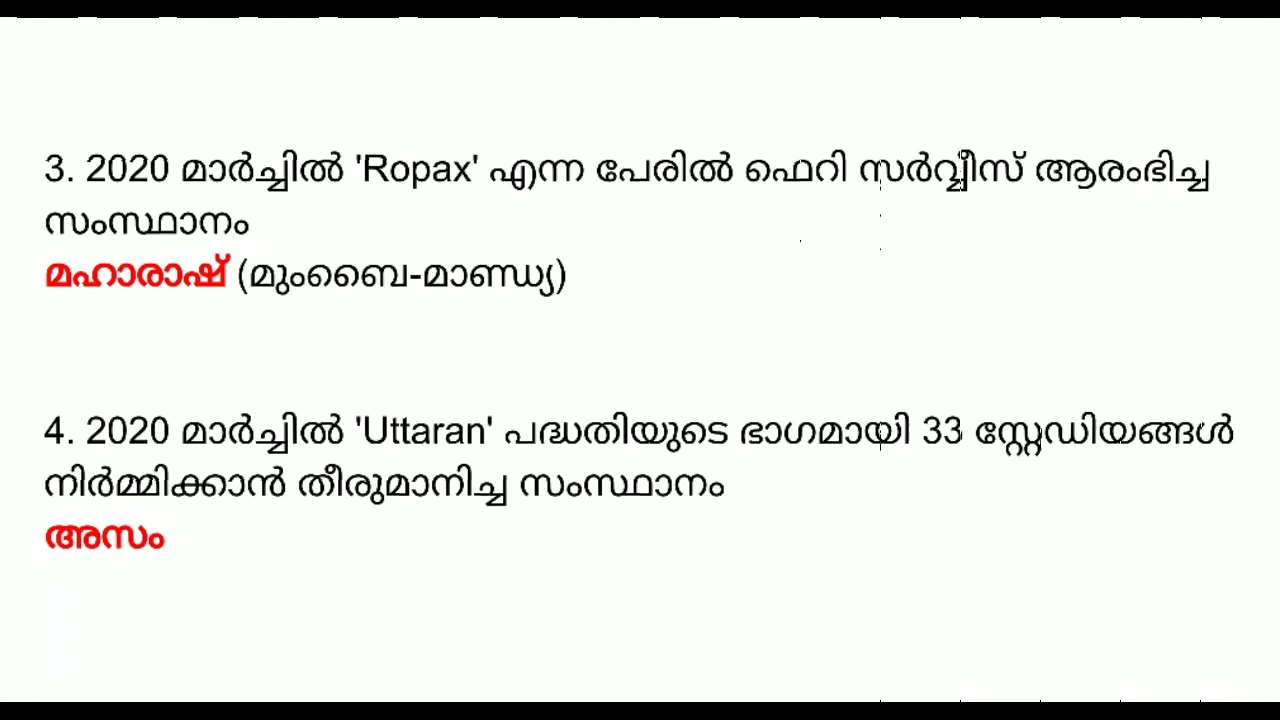 3. 2020 മാർച്ചിൽ 'Ropax' എന്ന പേരിൽ ഫെറി സർവ്വീസ് ആരംഭിച്ച
സംസ്ഥാനം
മഹാരാഷ് (മുംബൈ-മാണ്ഡ്യ)
4. 2020 മാർച്ചിൽ 'Uttaran' പദ്ധതിയുടെ ഭാഗമായി 33 സ്റ്റേഡിയങ്ങൾ
നിർമ്മിക്കാൻ തീരുമാനിച്ച സംസ്ഥാനം
അസം